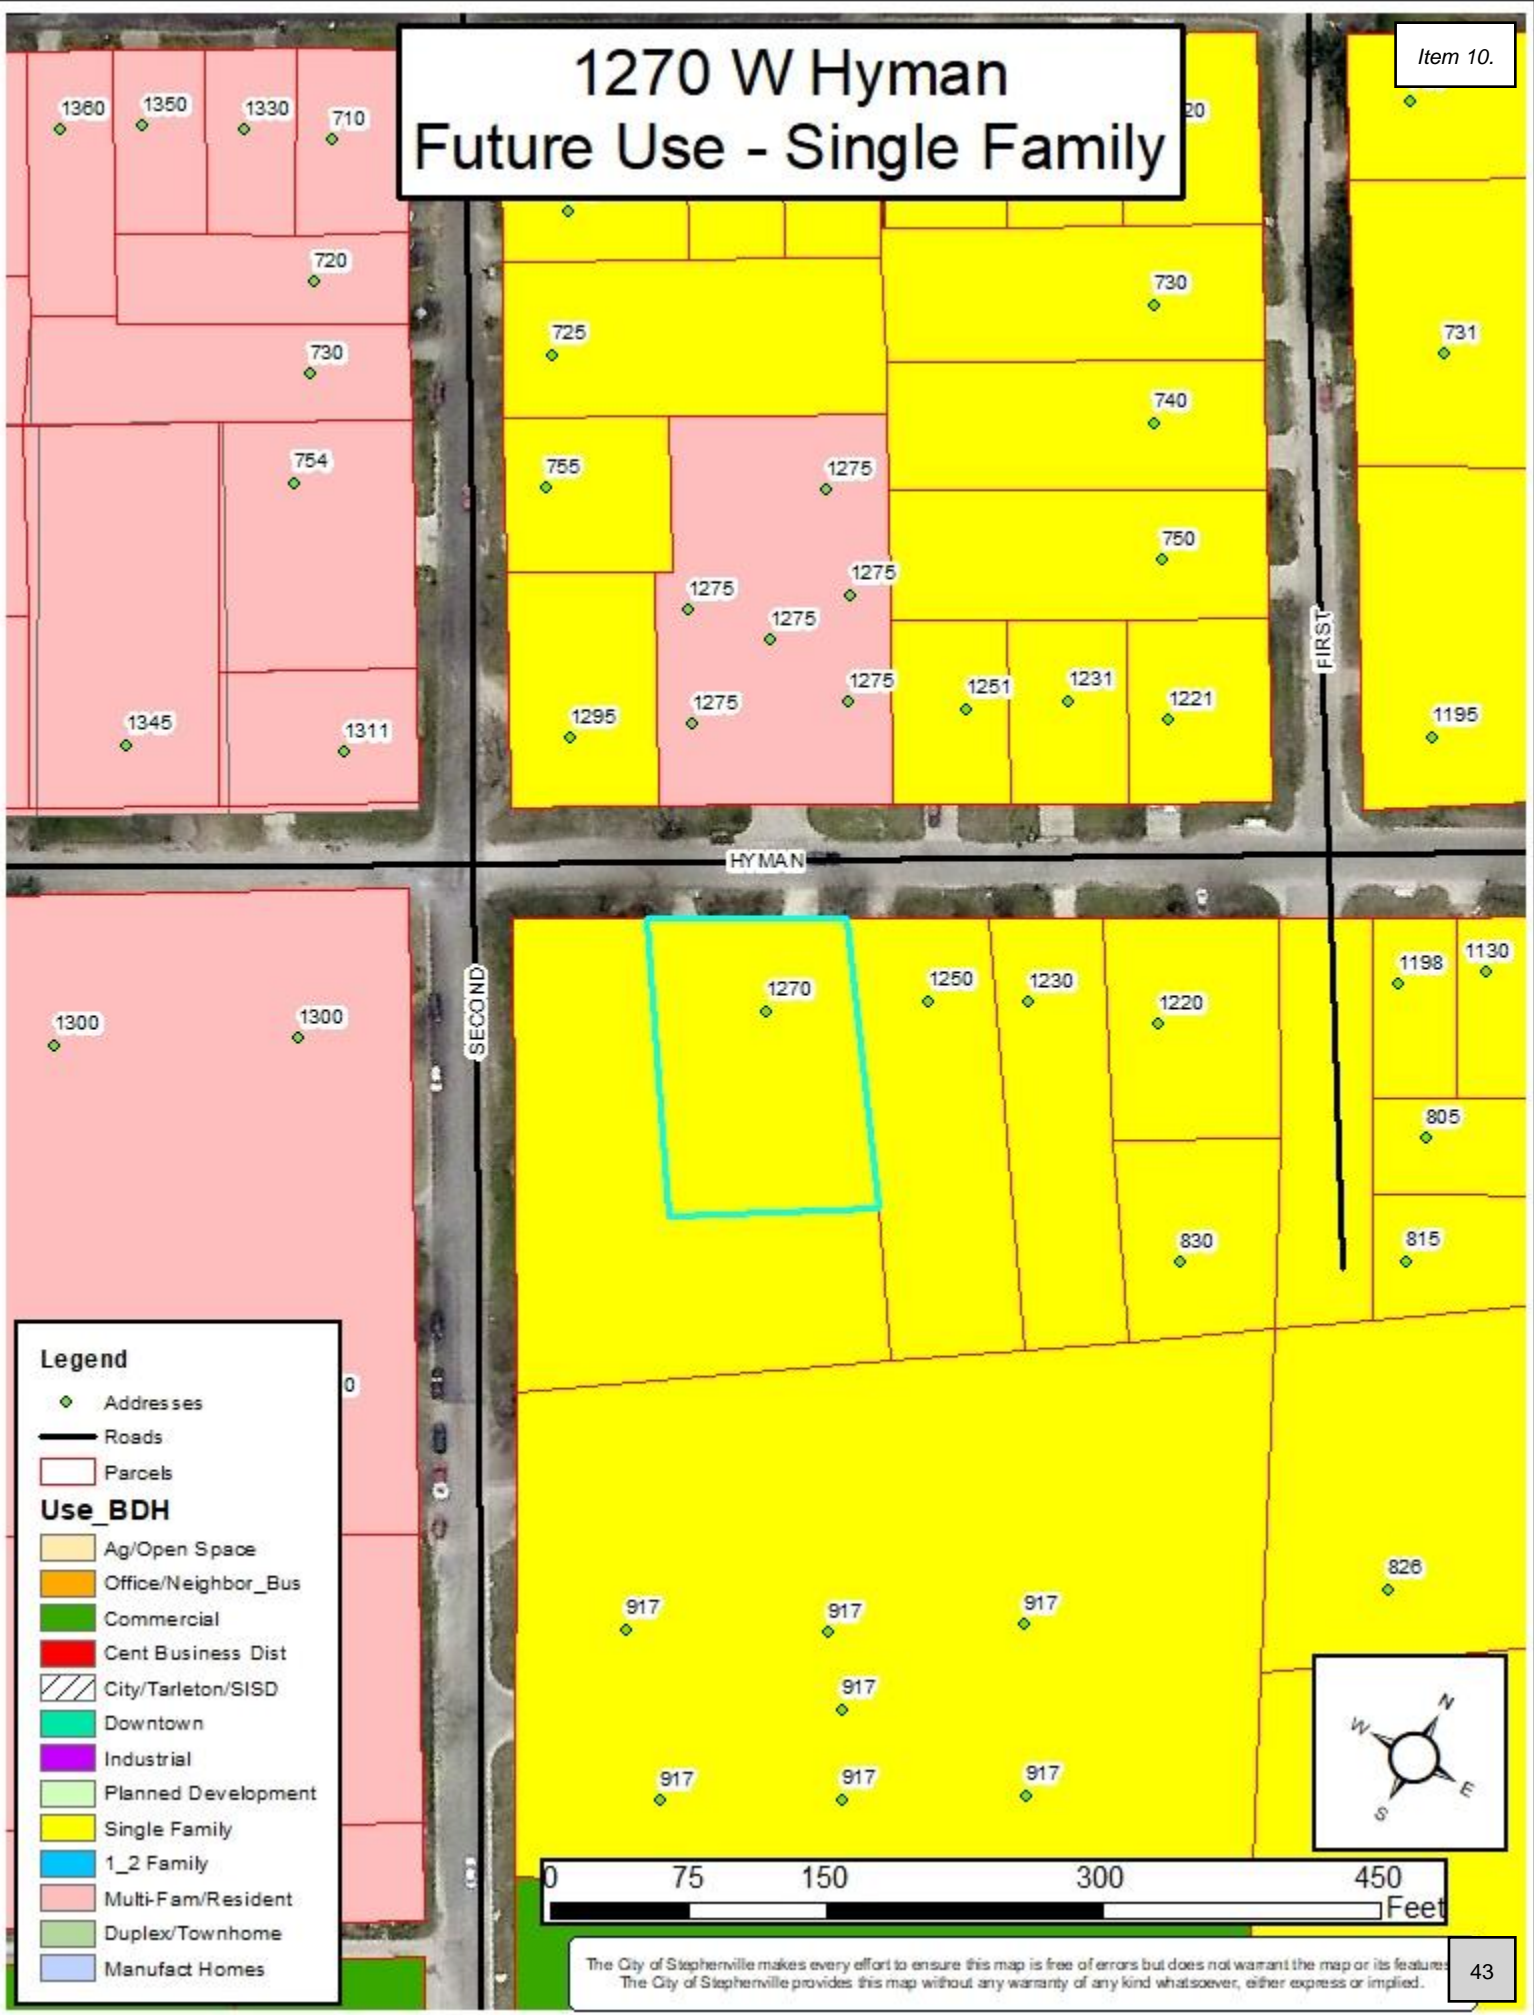 1270 W Hyman
Future Use - Single Family
Item 10.
1360
1350
1330
710
20
720
730
725
730
731
730
740
754
755
1275
750
1275
1275
1275
1275
1275
1251
1231
1221
FIRST
1345
1311
1295
1195
HYMAN
SECOND
1300
1300
1270
1250
1230
1220
1198
1130
805
830
815
0
917
917
917
826
917
917
917
917
Legend
Addresses
Roads
Parcels
Use_BDH
Ag/Open Space
Office/Neighbor_Bus
Commercial
Cent Business Dist
City/Tarleton/SISD
Downtown
Industrial
Planned Development
Single Family
1_2 Family
Multi-Fam/Resident
Duplex/Townhome
Manufact Homes
N
W
E
S
0 75 150 300 450
Feet
The City of Stephenville makes every effort to ensure this map is free of errors but does not warrant the map or its features
The City of Stephenville provides this map without any warranty of any kind whatsoever, either express or implied.
43